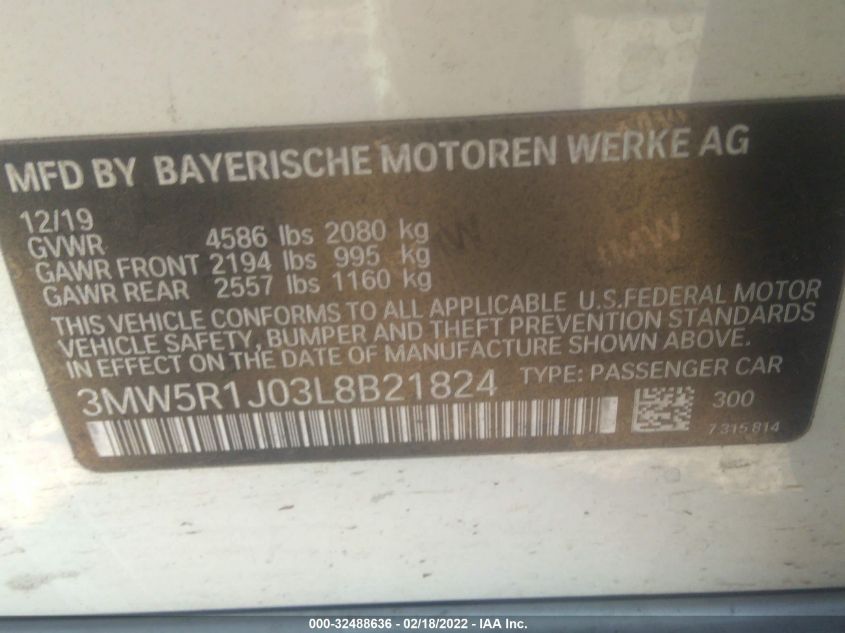 MFD BY BAYERISCHE MOTOREN WERKE AG
12/19
GVWR 4586 lbs 2080 kg
GAWR FRONT 2194 lbs 995 kg
GAWR REAR 2557 lbs 1160 kg
THIS VEHICLE CONFORMS TO ALL APPLICABLE U.S.FEDERAL MOTOR
VEHICLE SAFETY, BUMPER AND THEFT PREVENTION STANDARDS
IN EFFECT ON THE DATE OF MANUFACTURE SHOWN ABOVE.
3MW5R1J03L8B21824 TYPE: PASSENGER CAR
300
7 315 814
000-32488636 - 02/18/2022 - IAA Inc.